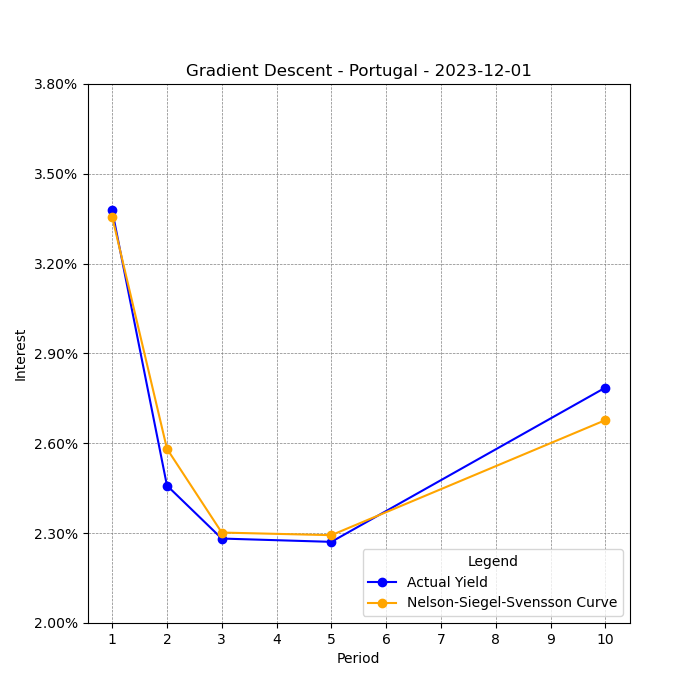 Gradient Descent - Portugal - 2023-12-01
3.80%
3.50%
3.20%
2.90%
2.60%
2.30%
2.00%
Interest
Legend
Actual Yield
Nelson-Siegel-Svensson Curve
1 2 3 4 5 6 7 8 9 10
Period